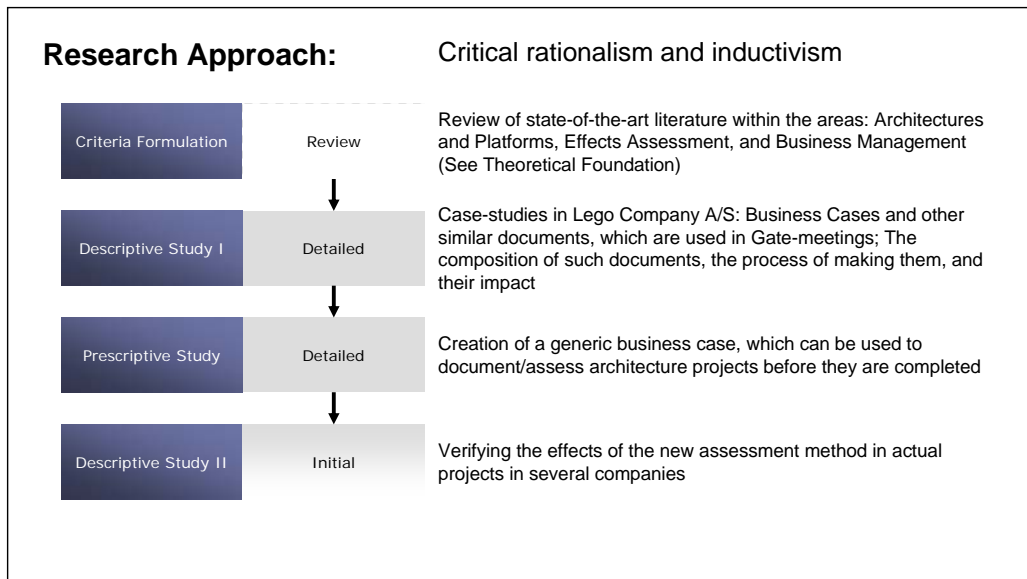 Research Approach:
Critical rationalism and inductivism
Criteria Formulation
Review
Review of state-of-the-art literature within the areas: Architectures
and Platforms, Effects Assessment, and Business Management
(See Theoretical Foundation)
Descriptive Study I
Detailed
Case-studies in Lego Company A/S: Business Cases and other
similar documents, which are used in Gate-meetings; The
composition of such documents, the process of making them, and
their impact
Prescriptive Study
Detailed
Creation of a generic business case, which can be used to
document/assess architecture projects before they are completed
Descriptive Study II
Initial
Verifying the effects of the new assessment method in actual
projects in several companies